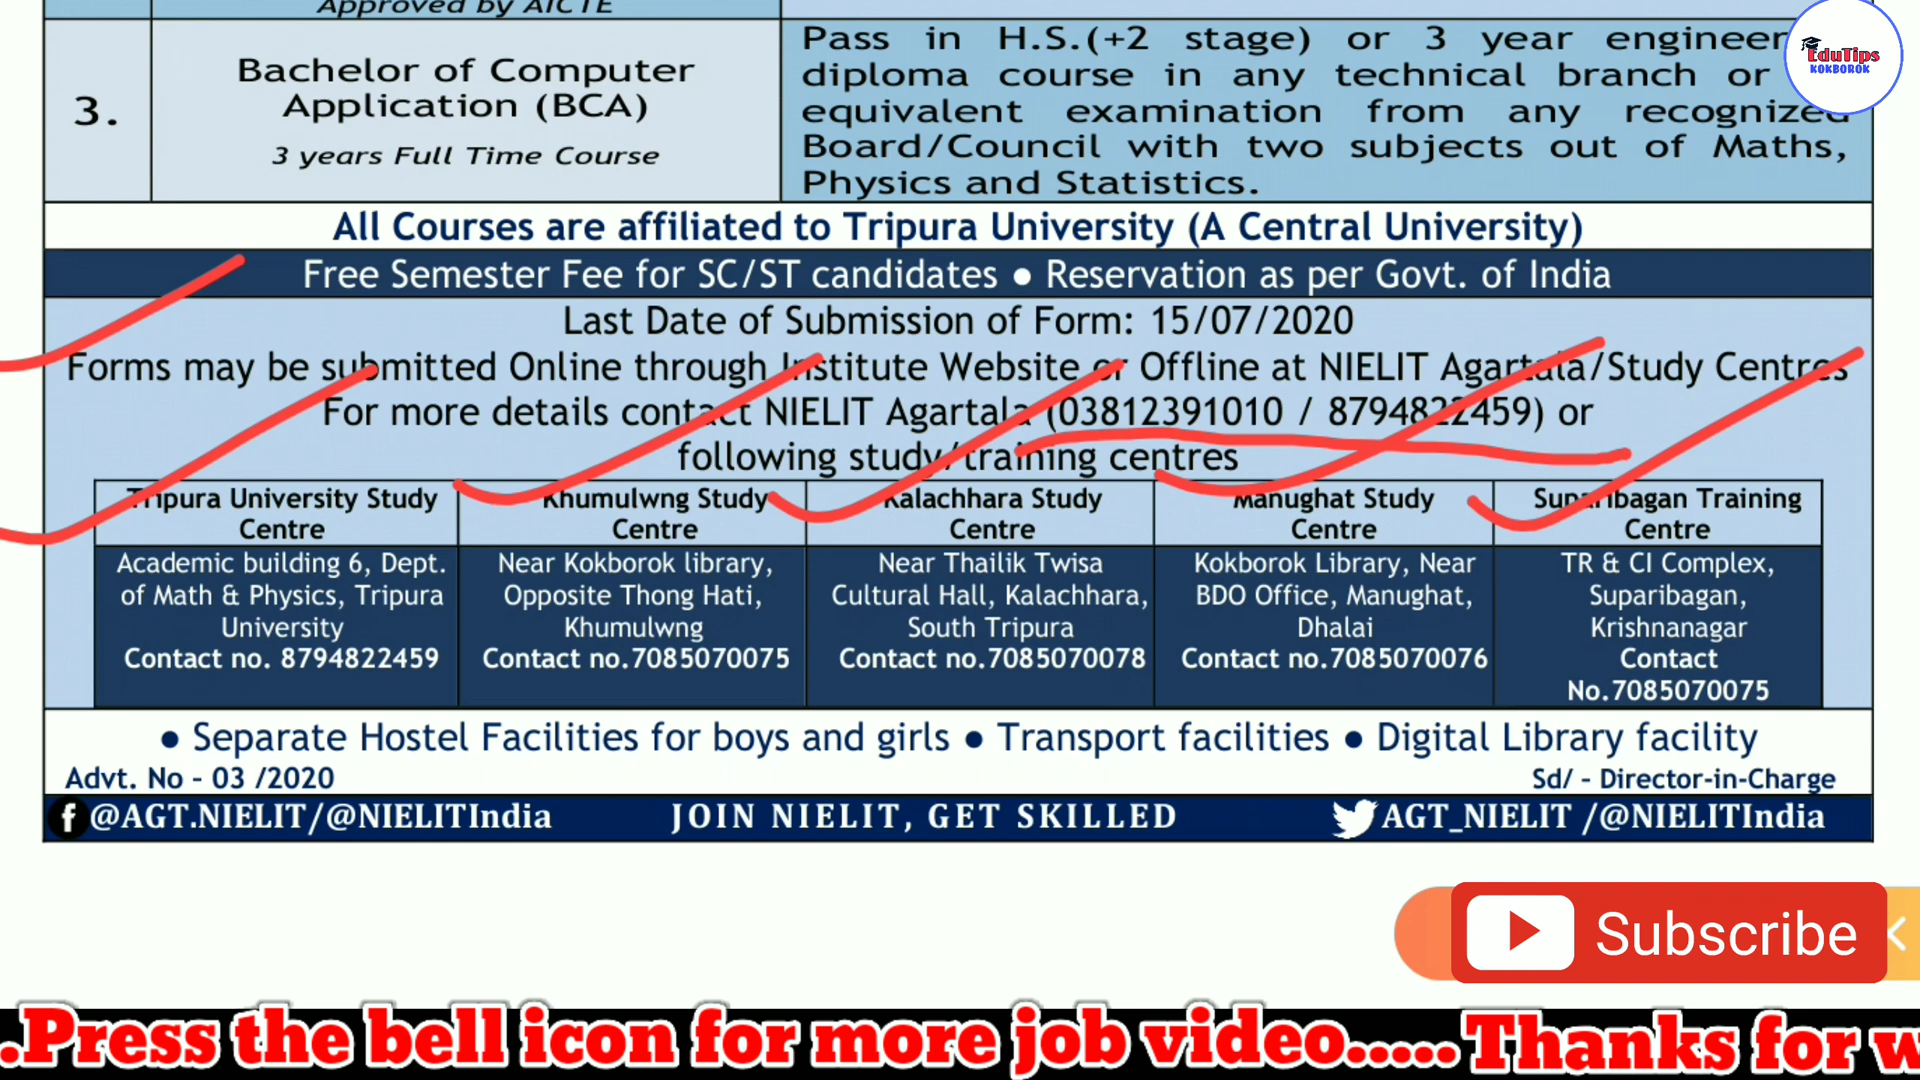 Approved by AICTE
3.
Bachelor of Computer
Application (BCA)
3 years Full Time Course
Pass in H.S.(+2 stage) or 3 year engineer
diploma course in any technical branch or
equivalent examination from any recognized
Board/Council with two subjects out of Maths,
Physics and Statistics.
EduTips
KOKBOROK
All Courses are affiliated to Tripura University (A Central University)
Free Semester Fee for SC/ST candidates ● Reservation as per Govt. of India
Last Date of Submission of Form: 15/07/2020
Forms may be submitted Online through Institute Website or Offline at NIELIT Agartala/Study Centres
For more details contact NIELIT Agartala (03812391010 / 8794822459) or
following study/training centres
Tripura University Study
Centre
Academic building 6, Dept.
of Math & Physics, Tripura
University
Contact no. 8794822459
Khumulwng Study
Centre
Near Kokborok library,
Opposite Thong Hati,
Khumulwng
Contact no.7085070075
Kalachhara Study
Centre
Near Thailik Twisa
Cultural Hall, Kalachhara,
South Tripura
Contact no.7085070078
Manughat Study
Centre
Kokborok Library, Near
BDO Office, Manughat,
Dhalai
Contact no.7085070076
Suparibagan Training
Centre
TR & CI Complex,
Suparibagan,
Krishnanagar
Contact
No.7085070075
● Separate Hostel Facilities for boys and girls ● Transport facilities ● Digital Library facility
Advt. No - 03 /2020
Sd/ - Director-in-Charge
@AGT.NIELIT/@NIELITIndia
JOIN NIELIT, GET SKILLED
AGT_NIELIT /@NIELITIndia
Subscribe
.Press the bell icon for more job video..... Thanks for w